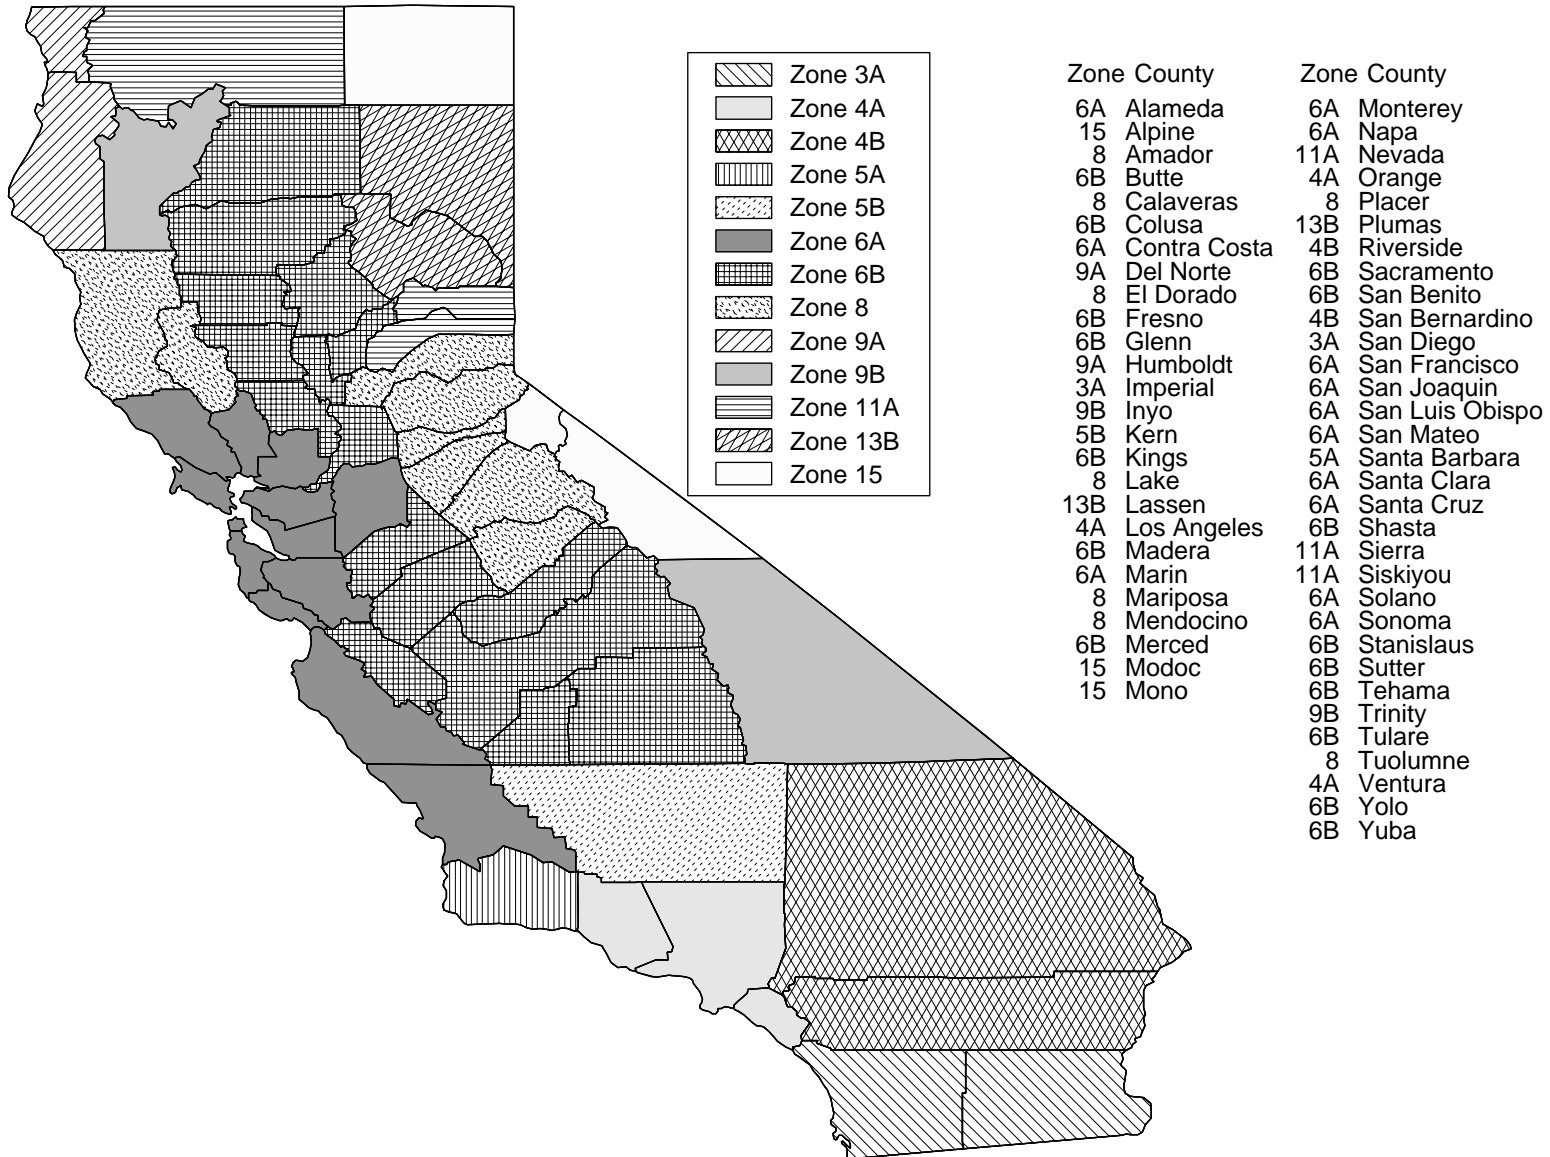 Zone 3A
Zone 4A
Zone 4B
Zone 5A
Zone 5B
Zone 6A
Zone 6B
Zone 8
Zone 9A
Zone 9B
Zone 11A
Zone 13B
Zone 15
Zone County
6A Alameda
15 Alpine
8 Amador
6B Butte
8 Calaveras
6B Colusa
6A Contra Costa
9A Del Norte
8 El Dorado
6B Fresno
6B Glenn
9A Humboldt
3A Imperial
9B Inyo
5B Kern
6B Kings
8 Lake
13B Lassen
4A Los Angeles
6B Madera
6A Marin
8 Mariposa
8 Mendocino
6B Merced
15 Modoc
15 Mono
Zone County
6A Monterey
6A Napa
11A Nevada
4A Orange
8 Placer
13B Plumas
4B Riverside
6B Sacramento
6B San Benito
4B San Bernardino
3A San Diego
6A San Francisco
6A San Joaquin
6A San Luis Obispo
6A San Mateo
5A Santa Barbara
6A Santa Clara
6A Santa Cruz
6B Shasta
11A Sierra
11A Siskiyou
6A Solano
6A Sonoma
6B Stanislaus
6B Sutter
6B Tehama
9B Trinity
6B Tulare
8 Tuolumne
4A Ventura
6B Yolo
6B Yuba